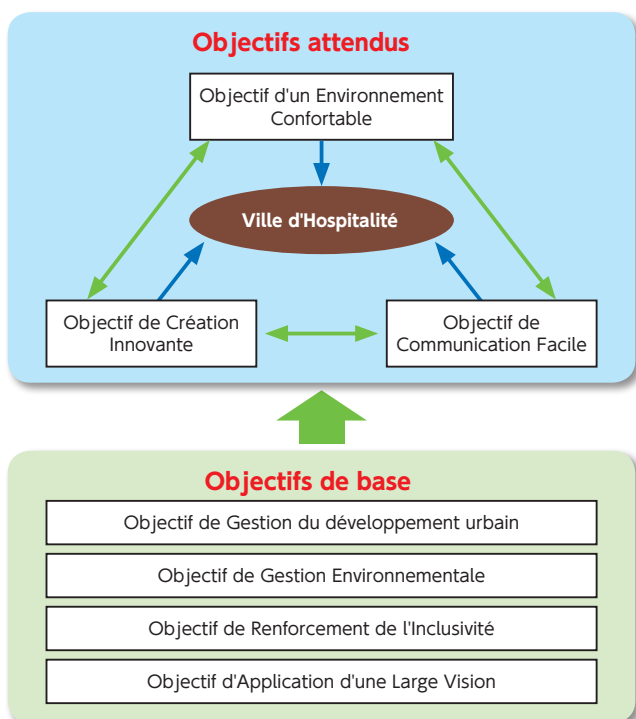 Objectifs attendus
Objectif d'un Environnement
Confortable
Ville d'Hospitalité
Objectif de Création
Innovante
Objectif de
Communication Facile
Objectifs de base
Objectif de Gestion du développement urbain
Objectif de Gestion Environnementale
Objectif de Renforcement de l'Inclusivité
Objectif d'Application d'une Large Vision